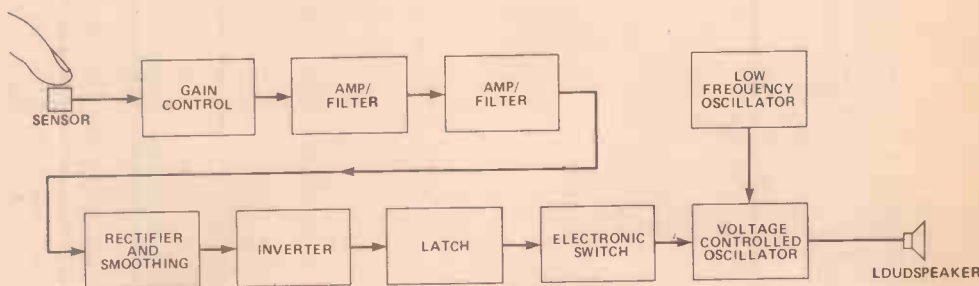 SENSOR
GAIN
CONTROL
AMP/
FILTER
AMP/
FILTER
LOW
FREQUENCY
OSCILLATOR
RECTIFIER
AND
SMOOTHING
INVERTER
LATCH
ELECTRONIC
SWITCH
VOLTAGE
CONTROLLED
OSCILLATOR
LOUDSPEAKER